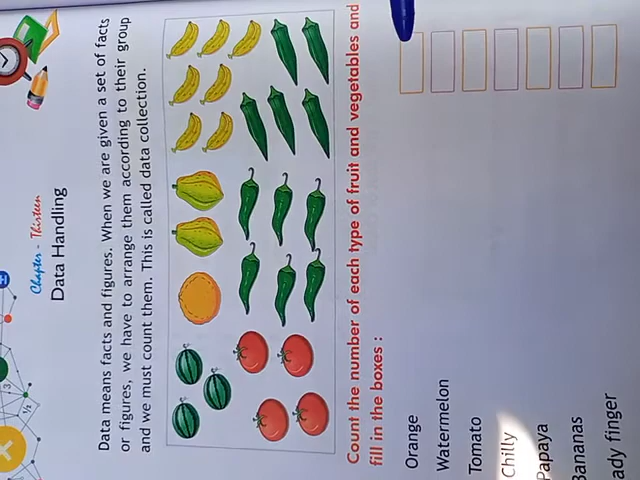 Chapter - Thirteen
Data Handling
Data means facts and figures. When we are given a set of facts
or figures, we have to arrange them according to their group
and we must count them. This is called data collection.
Count the number of each type of fruit and vegetables and
fill in the boxes :
Orange
Watermelon
Tomato
Chilly
Papaya
Bananas
ady finger